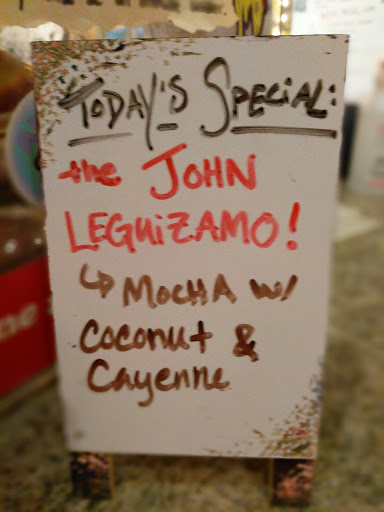 TODAY'S SPECIAL:
the JOHN
LEGUIZAMO!
↳ MOCHA w/
Coconut &
Cayenne